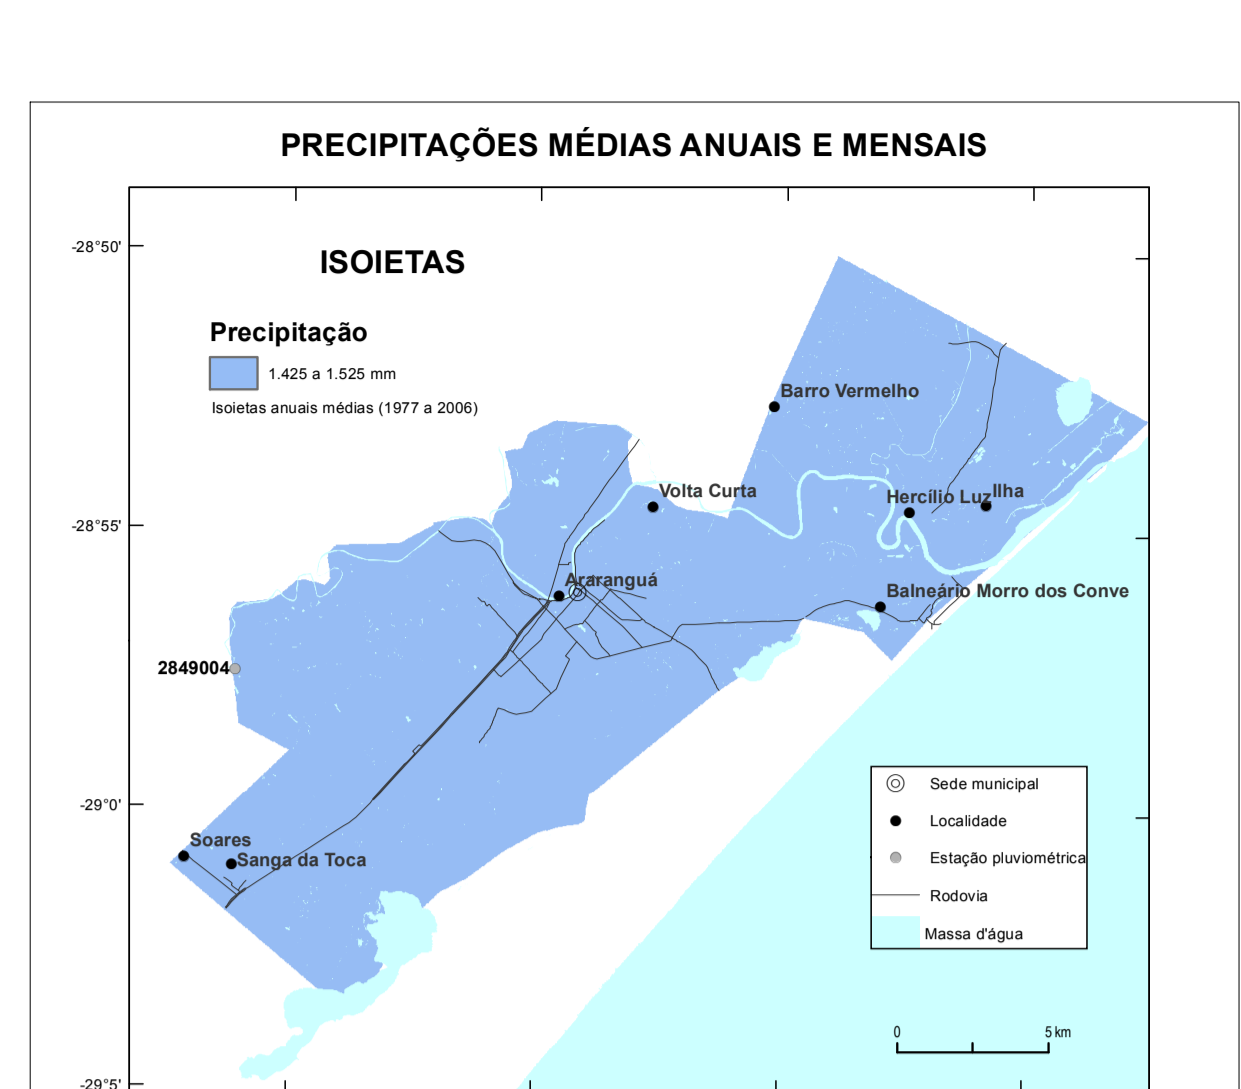 PRECIPITAÇÕES MÉDIAS ANUAIS E MENSAIS
-28°50'
ISOIETAS
Precipitação
1.425 a 1.525 mm
Isoietas anuais médias (1977 a 2006)
Barro Vermelho
Volta Curta
Hercílio Luz
Ilha
-28°55'
Araranguá
Balneário Morro dos Conve
2849004
Sede municipal
-29°0'
Localidade
Soares
Sanga da Toca
Estação pluviométrica
Rodovia
Massa d'água
0 5 km
-29°5'